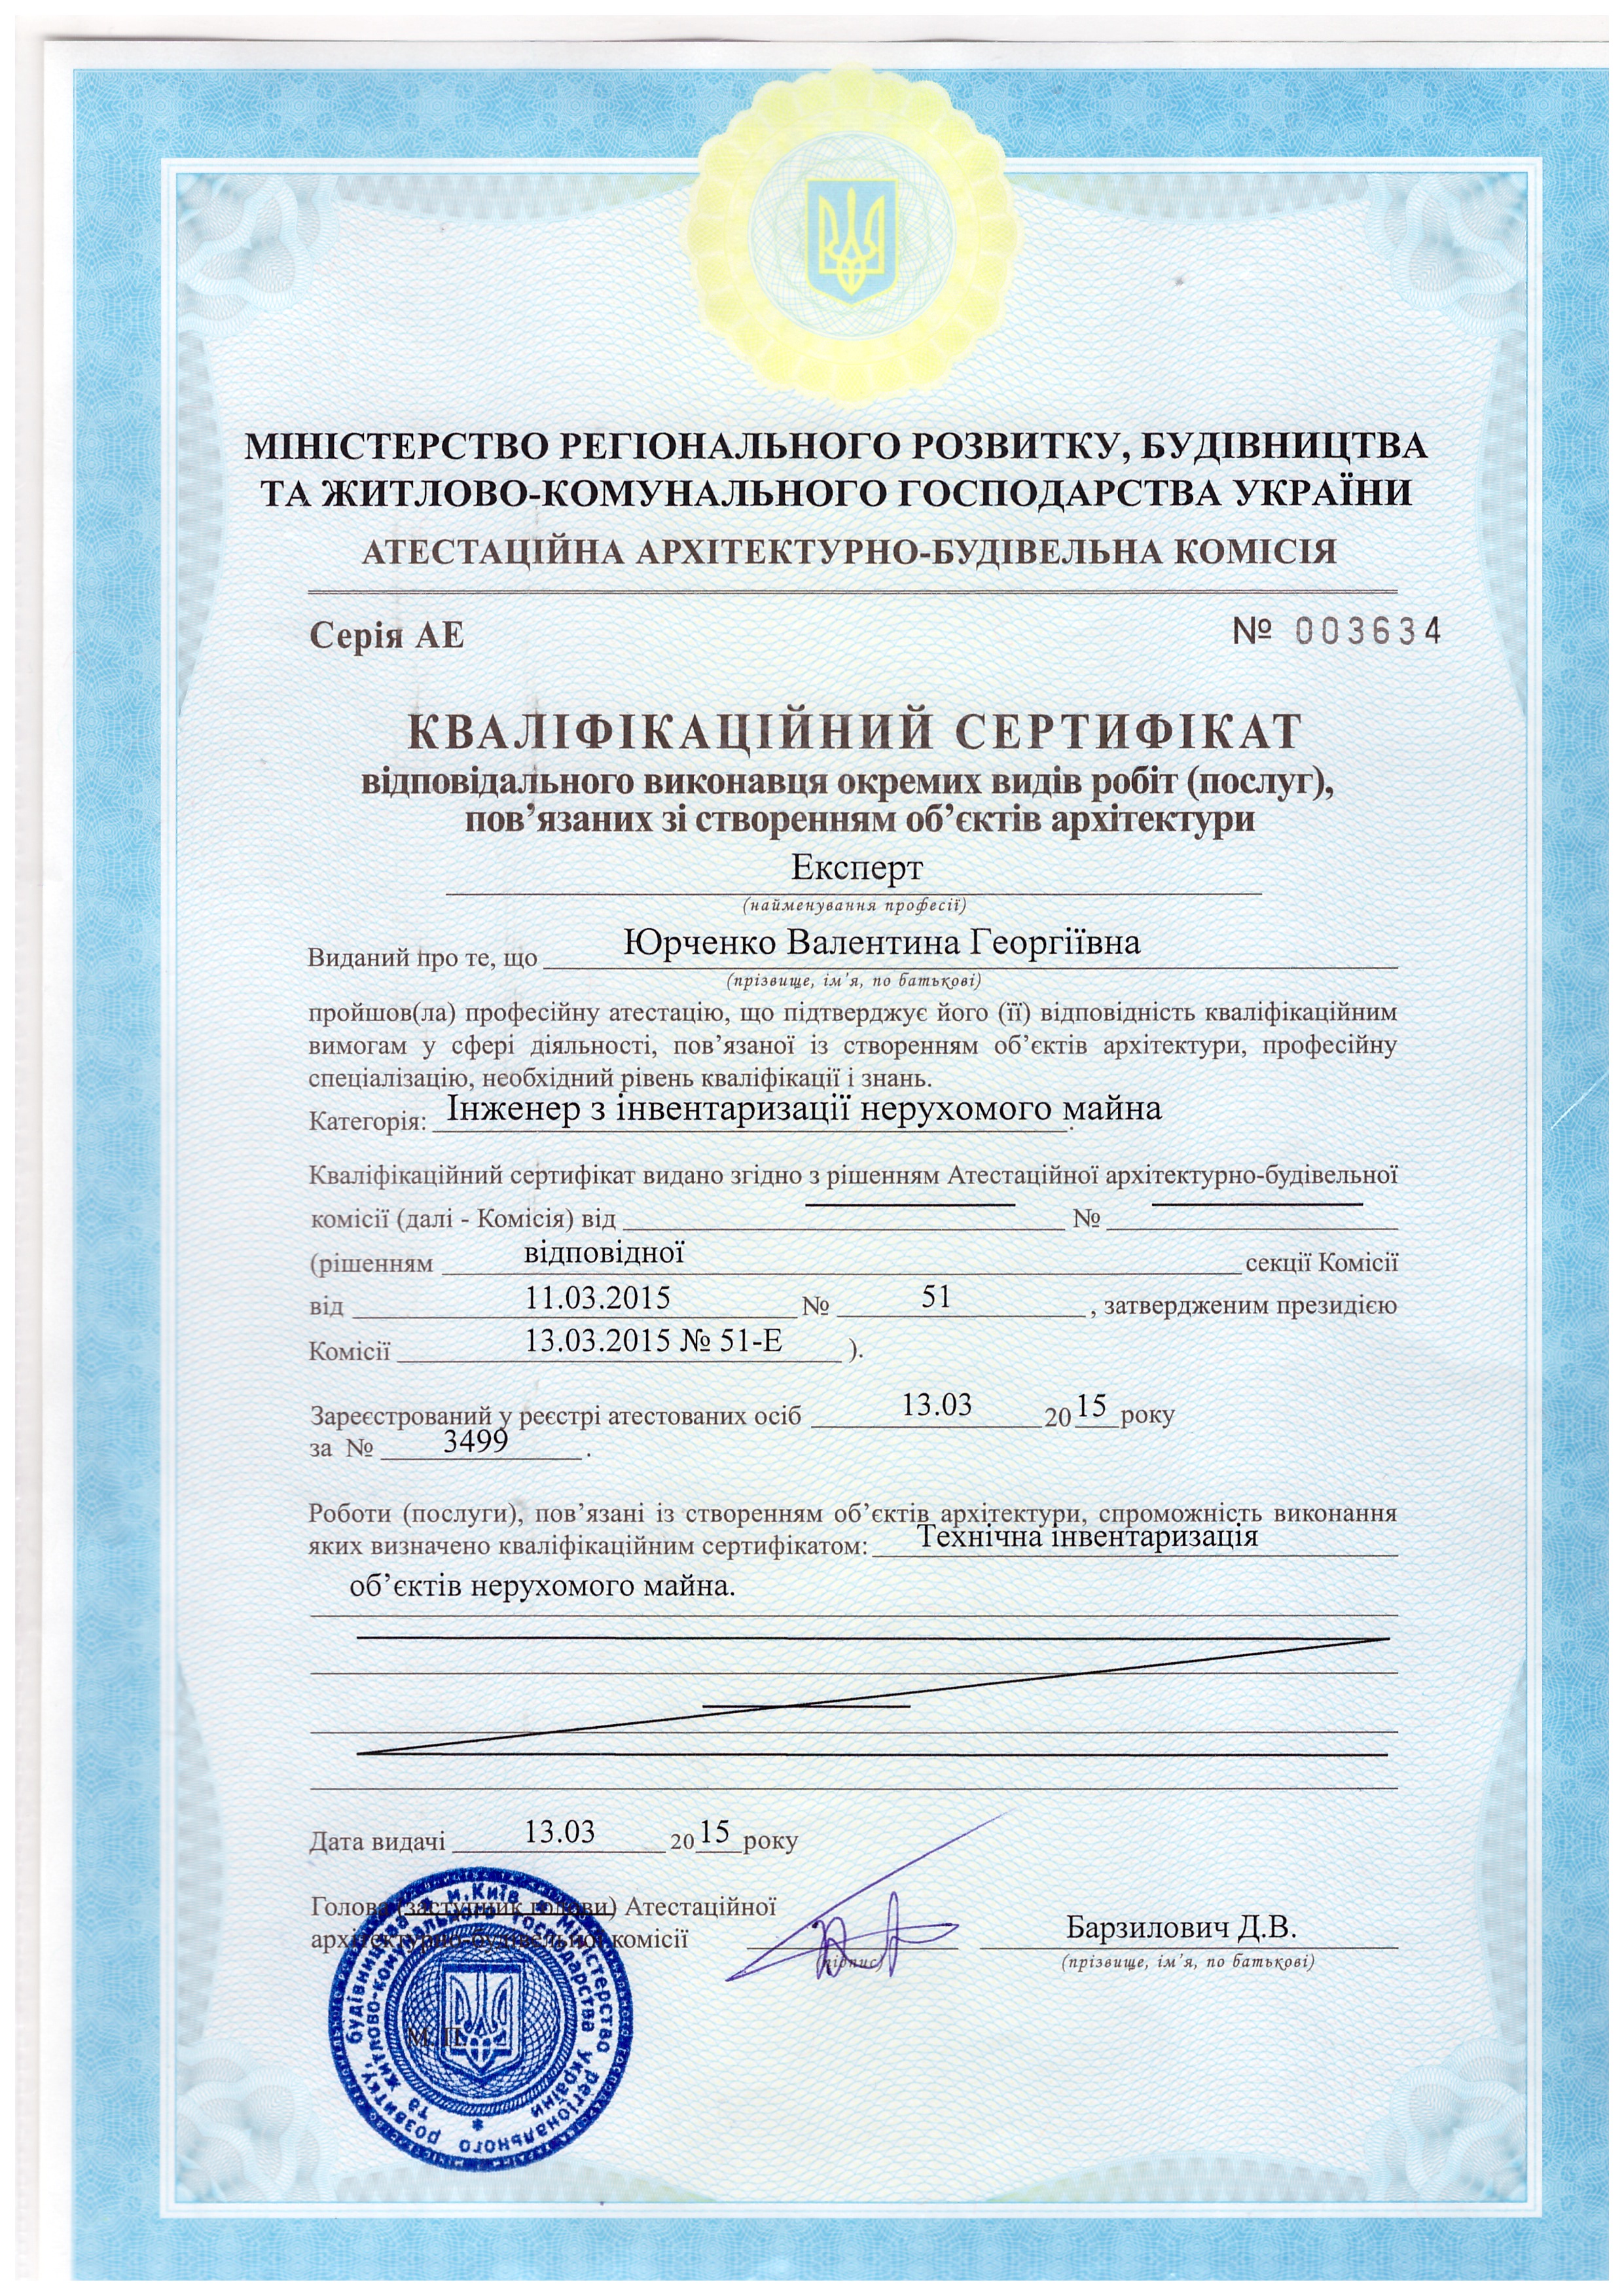 МІНІСТЕРСТВО РЕГІОНАЛЬНОГО РОЗВИТКУ, БУДІВНИЦТВА
ТА ЖИТЛОВО-КОМУНАЛЬНОГО ГОСПОДАРСТВА УКРАЇНИ
АТЕСТАЦІЙНА АРХІТЕКТУРНО-БУДІВЕЛЬНА КОМІСІЯ
Серія АЕ № 003634
КВАЛІФІКАЦІЙНИЙ СЕРТИФІКАТ
відповідального виконавця окремих видів робіт (послуг),
пов’язаних зі створенням об’єктів архітектури
Експерт
(найменування професії)
Виданий про те, що Юрченко Валентина Георгіївна
(прізвище, ім’я, по батькові)
пройшов(ла) професійну атестацію, що підтверджує його (її) відповідність кваліфікаційним
вимогам у сфері діяльності, пов’язаної із створенням об’єктів архітектури, професійну
спеціалізацію, необхідний рівень кваліфікації і знань.
Категорія: Інженер з інвентаризації нерухомого майна.
Кваліфікаційний сертифікат видано згідно з рішенням Атестаційної архітектурно-будівельної
комісії (далі - Комісія) від №
(рішенням відповідної секції Комісії
від 11.03.2015 № 51, затвердженим президією
Комісії 13.03.2015 № 51-Е ).
Зареєстрований у реєстрі атестованих осіб 13.03 2015 року
за № 3499.
Роботи (послуги), пов’язані із створенням об’єктів архітектури, спроможність виконання
яких визначено кваліфікаційним сертифікатом: Технічна інвентаризація
об’єктів нерухомого майна.
Дата видачі 13.03 2015 року
Голова (заступник голови) Атестаційної
архітектурно-будівельної комісії Барзилович Д.В.
(підпис) (прізвище, ім’я, по батькові)
М.П.
м.Київ * Міністерство регіонального розвитку, будівництва
та житлово-комунального господарства України